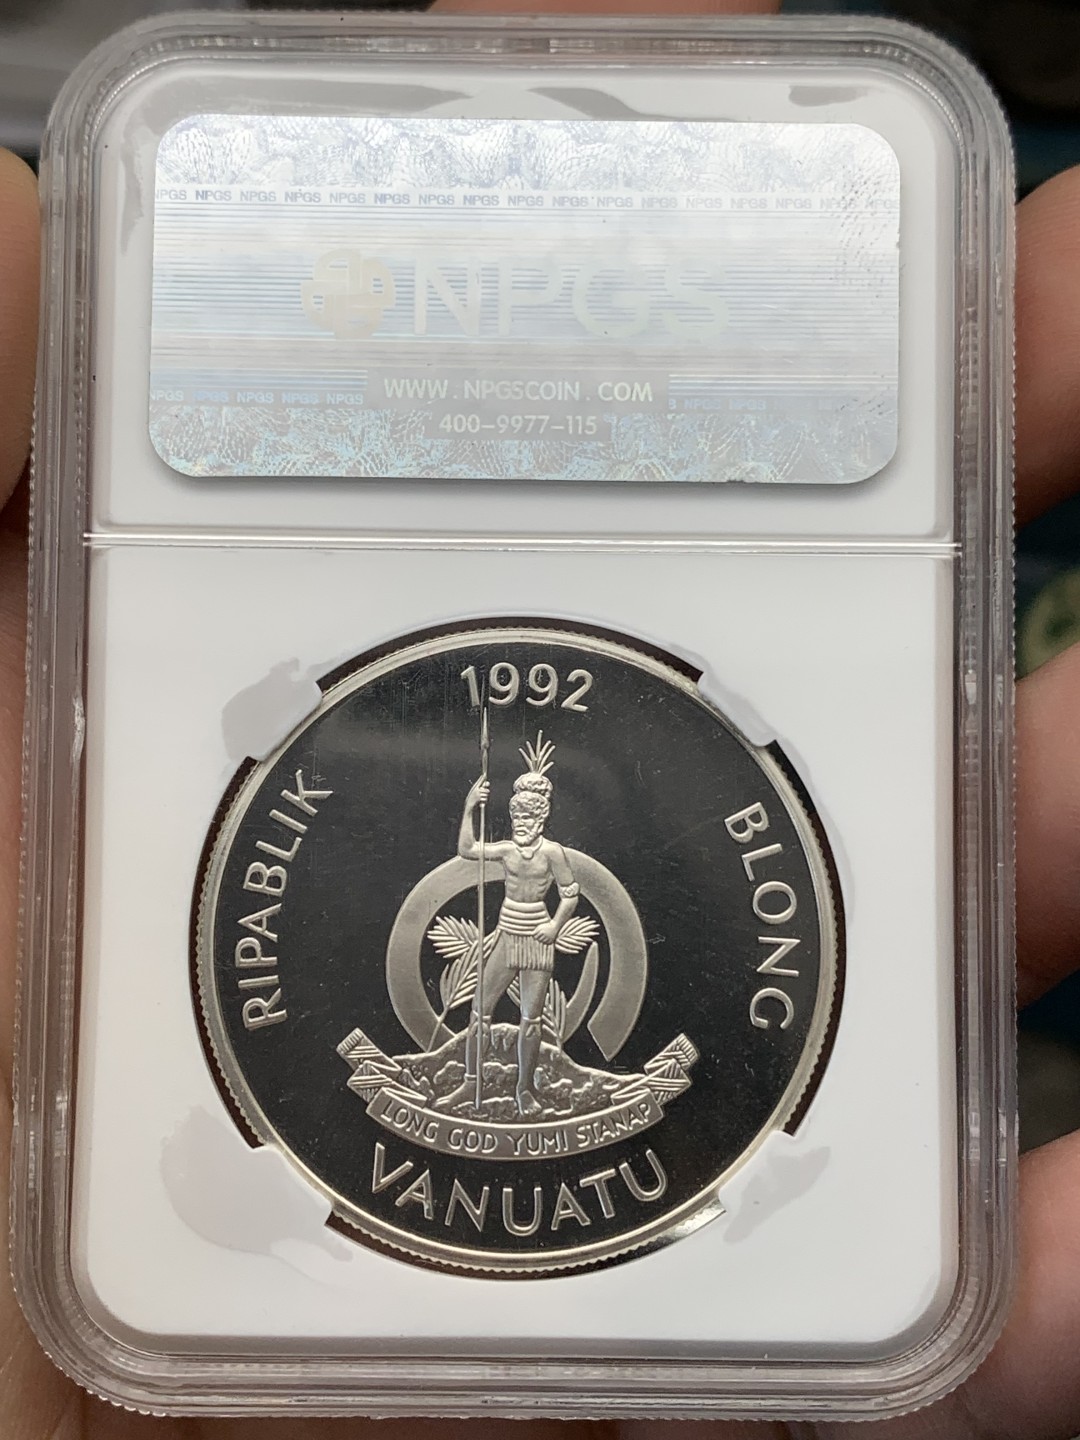 NPGS NPGS NPGS NPGS NPGS NPGS NPGS NPGS NPGS NPGS NPGS NPGS NPGS NPGS NPGS NPGS NPGS
NPGS
NPGS NPGS NPGS NPGS NPGS
WWW.NPGSCOIN.COM
NPGS NPGS
400-9977-115
1992
RIPABLIK
BLONG
LONG GOD YUMI STANAP
VANUATU